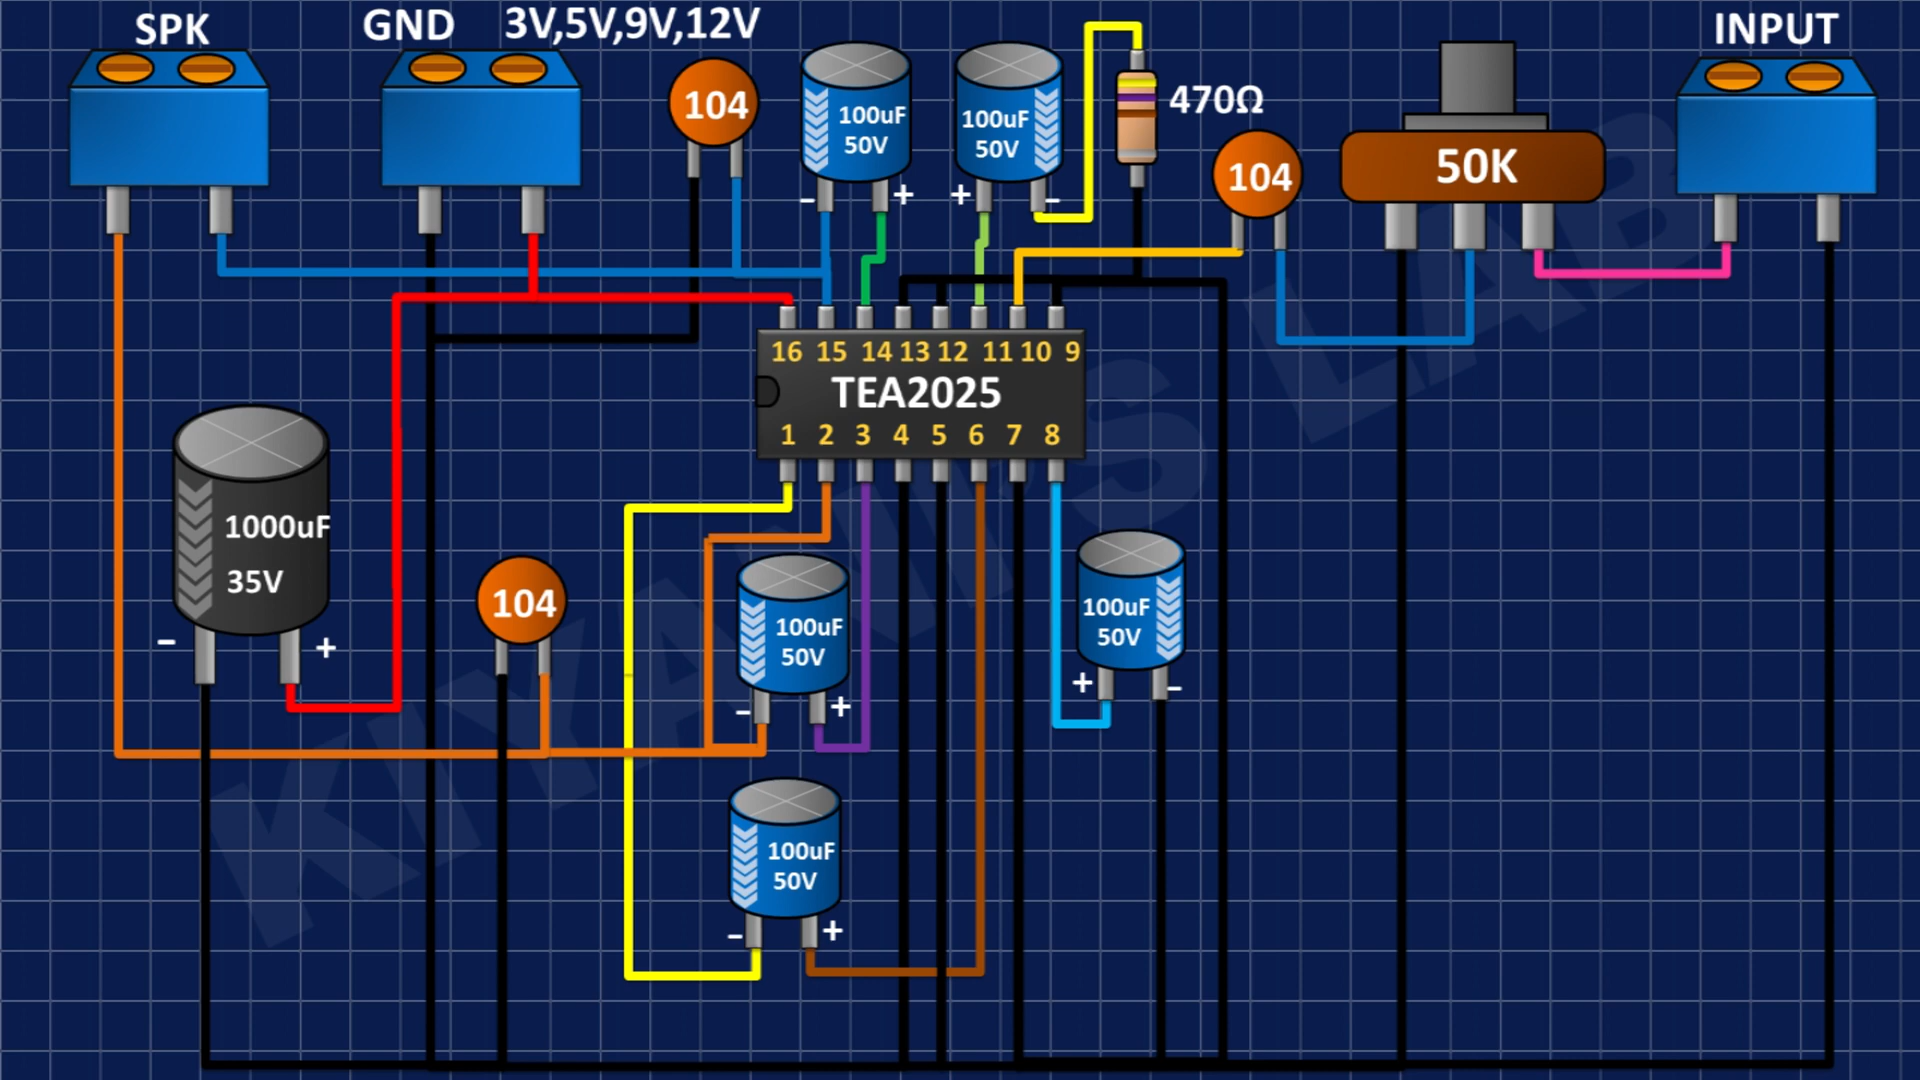 SPK
GND
3V,5V,9V,12V
INPUT
104
100uF
50V
- +
100uF
50V
+ -
470Ω
104
50K
16 15 14 13 12 11 10 9
TEA2025
1 2 3 4 5 6 7 8
1000uF
35V
- +
104
100uF
50V
- +
100uF
50V
+ -
100uF
50V
- +
KIYANI'S LAB